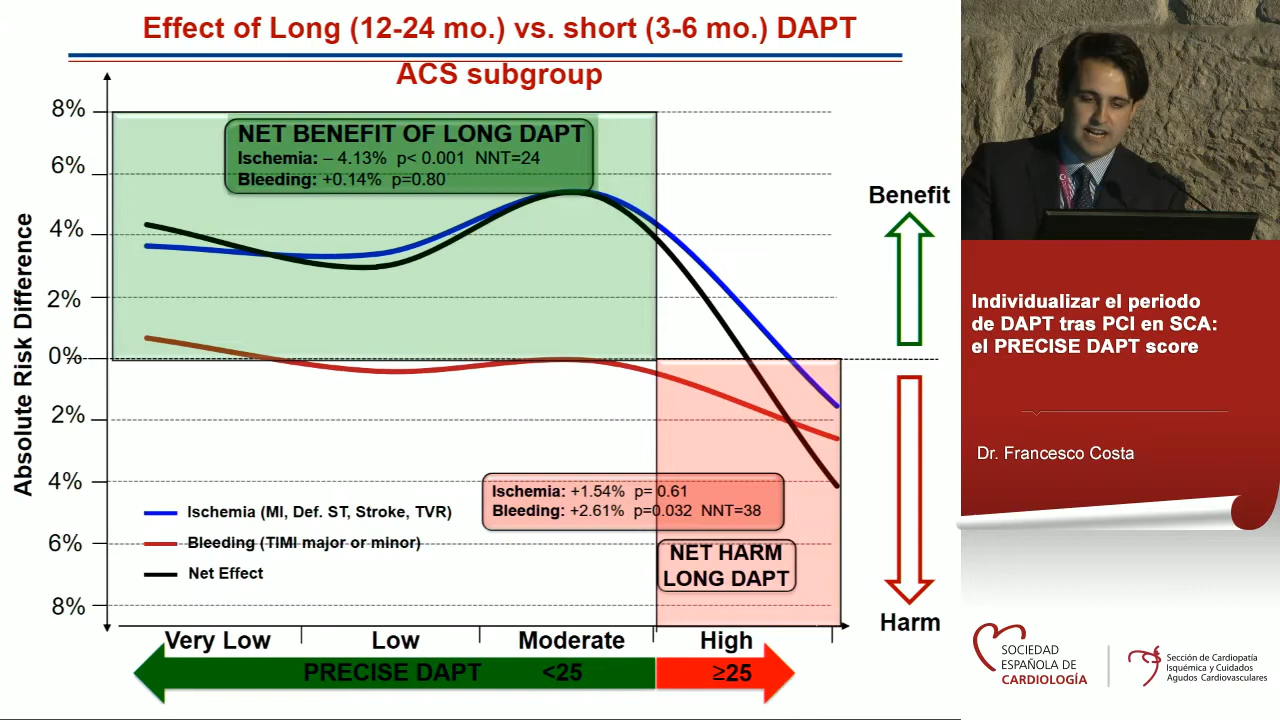 Effect of Long (12-24 mo.) vs. short (3-6 mo.) DAPT
ACS subgroup
Absolute Risk Difference
8%
6%
4%
2%
0%
2%
4%
6%
8%
NET BENEFIT OF LONG DAPT
Ischemia: – 4.13% p< 0.001 NNT=24
Bleeding: +0.14% p=0.80
Ischemia: +1.54% p= 0.61
Bleeding: +2.61% p=0.032 NNT=38
NET HARM
LONG DAPT
Ischemia (MI, Def. ST, Stroke, TVR)
Bleeding (TIMI major or minor)
Net Effect
Very Low
Low
Moderate
High
PRECISE DAPT
<25
≥25
Benefit
Harm
Individualizar el periodo
de DAPT tras PCI en SCA:
el PRECISE DAPT score
Dr. Francesco Costa
SOCIEDAD
ESPAÑOLA DE
CARDIOLOGÍA
Sección de Cardiopatía
Isquémica y Cuidados
Agudos Cardiovasculares